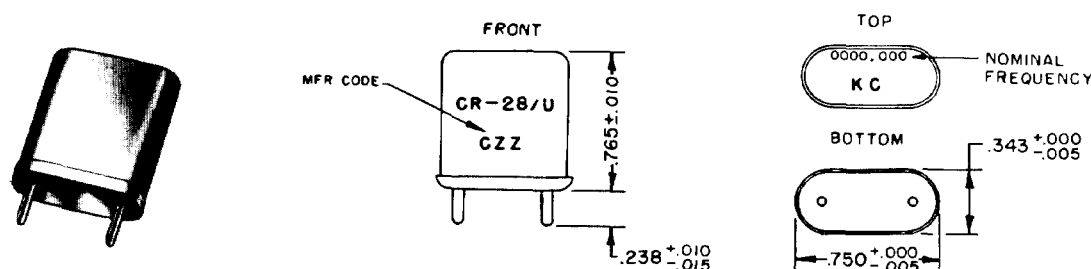 FRONT
MFR CODE
CR-28/U
CZZ
.765±.010
.238 +.010 -.015
TOP
0000.000
KC
NOMINAL
FREQUENCY
BOTTOM
.343 +.000 -.005
.750 +.000 -.005